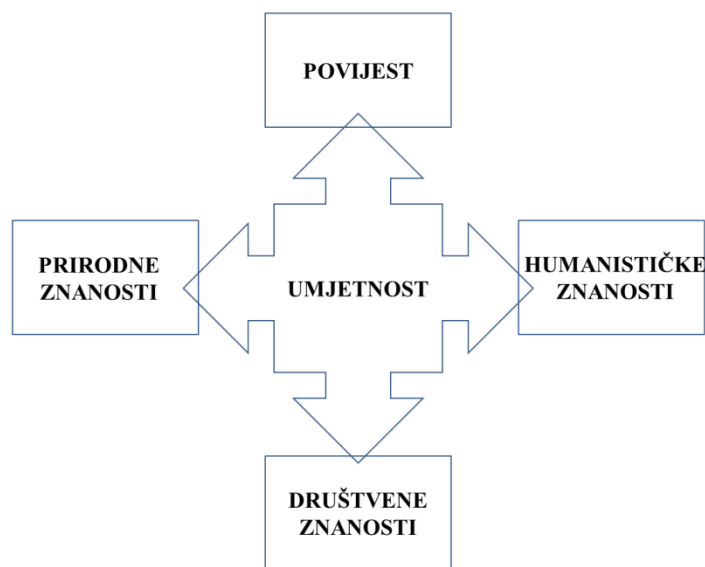 POVIJEST
PRIRODNE
ZNANOSTI
UMJETNOST
HUMANISTIČKE
ZNANOSTI
DRUŠTVENE
ZNANOSTI